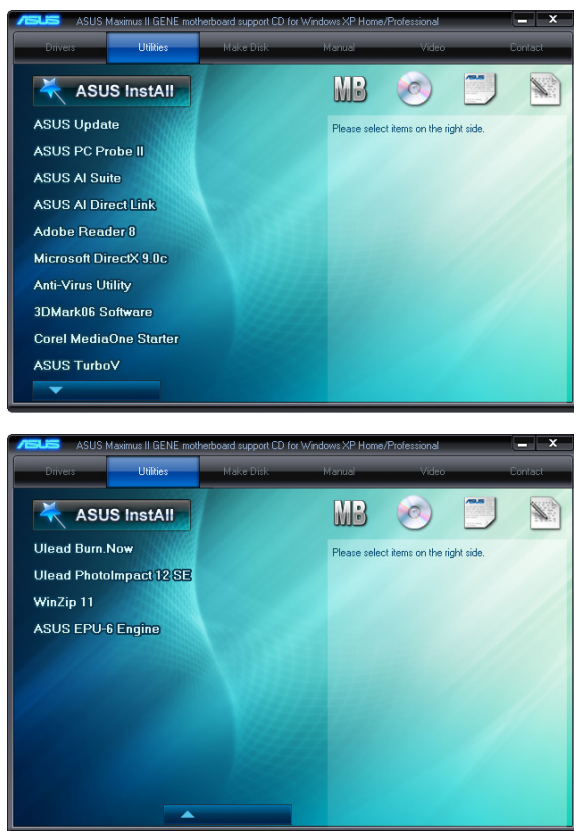 ASUS ASUS Maximus II GENE motherboard support CD for Windows XP Home/Professional
Drivers Utilities Make Disk Manual Video Contact
ASUS InstAll MB
ASUS Update
Please select items on the right side.
ASUS PC Probe II
ASUS AI Suite
ASUS AI Direct Link
Adobe Reader 8
Microsoft DirectX 9.0c
Anti-Virus Utility
3DMark06 Software
Corel MediaOne Starter
ASUS TurboV
ASUS ASUS Maximus II GENE motherboard support CD for Windows XP Home/Professional
Drivers Utilities Make Disk Manual Video Contact
ASUS InstAll MB
Ulead Burn.Now
Please select items on the right side.
Ulead PhotoImpact 12 SE
WinZip 11
ASUS EPU-6 Engine